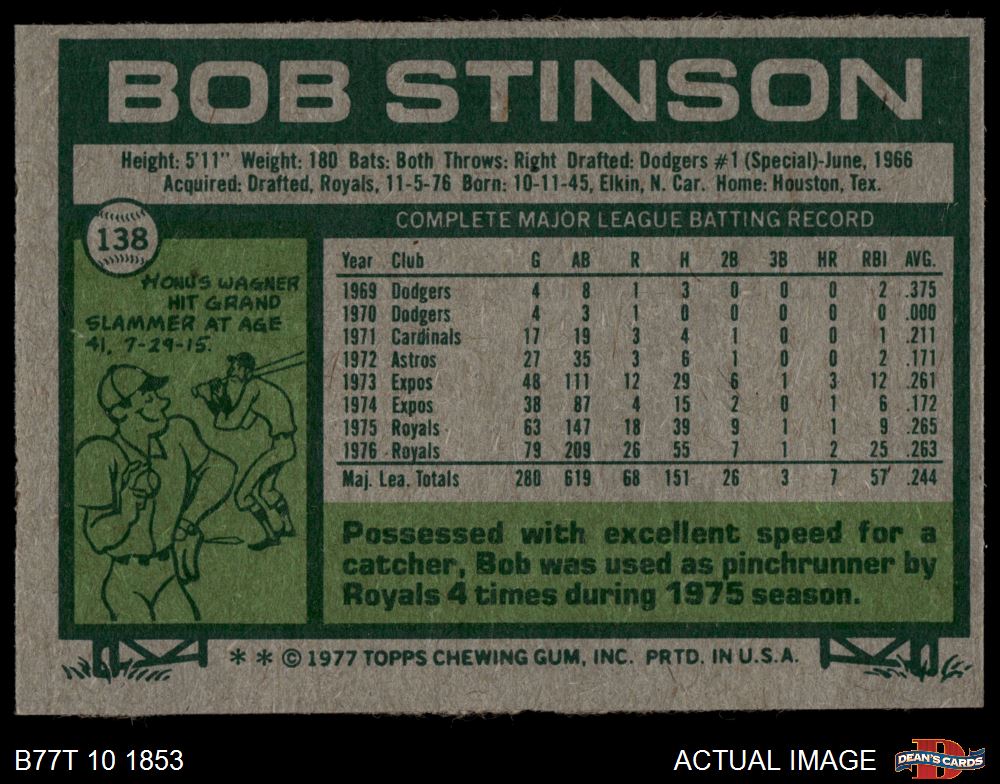 BOB STINSON
Height: 5'11" Weight: 180 Bats: Both Throws: Right Drafted: Dodgers #1 (Special)-June, 1966
Acquired: Drafted, Royals, 11-5-76 Born: 10-11-45, Elkin, N. Car. Home: Houston, Tex.
138
HONUS WAGNER
HIT GRAND
SLAMMER AT AGE
41, 7-29-15.
COMPLETE MAJOR LEAGUE BATTING RECORD
Year Club G AB R H 2B 3B HR RBI AVG.
1969 Dodgers 4 8 1 3 0 0 0 2 .375
1970 Dodgers 4 3 1 0 0 0 0 0 .000
1971 Cardinals 17 19 3 4 1 0 0 1 .211
1972 Astros 27 35 3 6 1 0 0 2 .171
1973 Expos 48 111 12 29 6 1 3 12 .261
1974 Expos 38 87 4 15 2 0 1 6 .172
1975 Royals 63 147 18 39 9 1 1 9 .265
1976 Royals 79 209 26 55 7 1 2 25 .263
Maj. Lea. Totals 280 619 68 151 26 3 7 57 .244
Possessed with excellent speed for a
catcher, Bob was used as pinchrunner by
Royals 4 times during 1975 season.
* * © 1977 TOPPS CHEWING GUM, INC. PRTD. IN U.S.A.
B77T 10 1853
ACTUAL IMAGE
D
DEAN'S CARDS